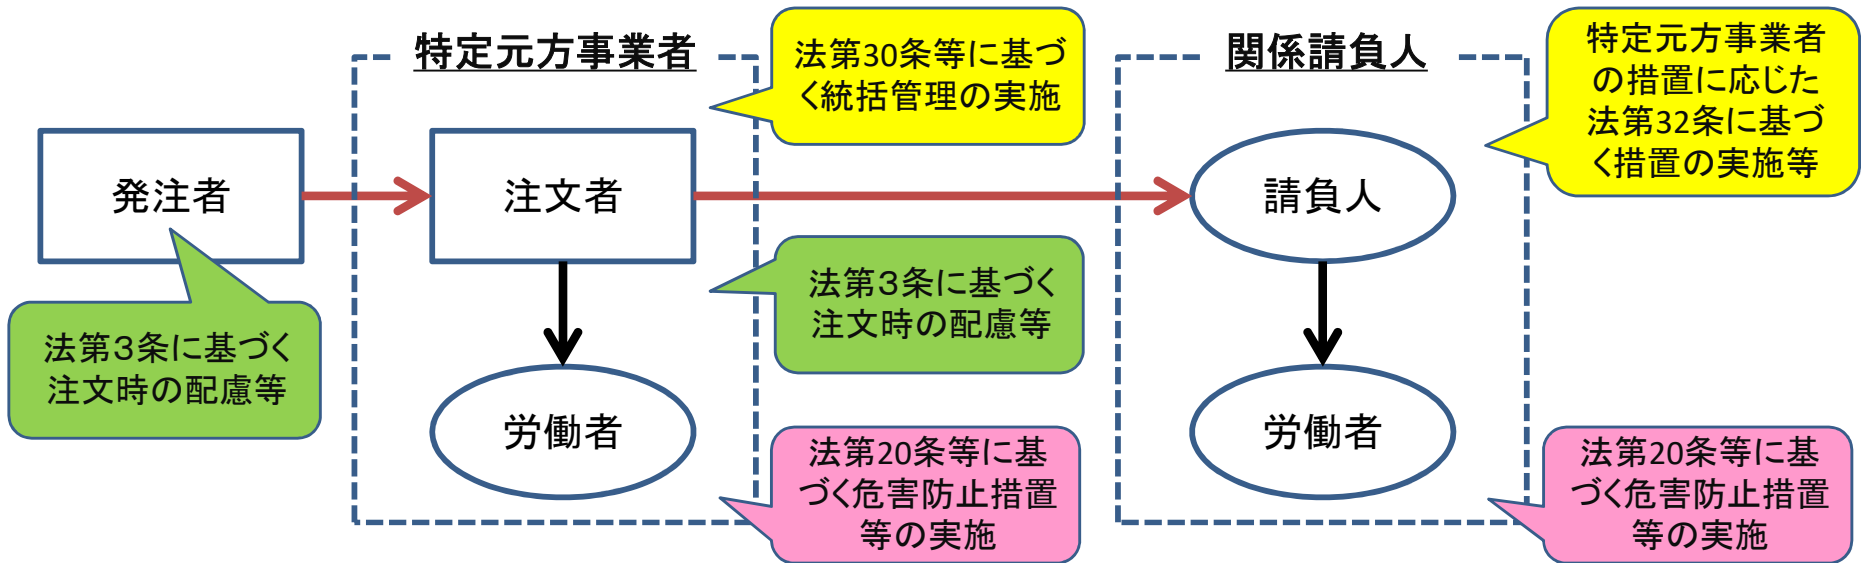 特定元方事業者
法第30条等に基づ
く統括管理の実施
関係請負人
特定元方事業者
の措置に応じた
法第32条に基づ
く措置の実施等
発注者
注文者
請負人
法第３条に基づく
注文時の配慮等
法第３条に基づく
注文時の配慮等
労働者
労働者
法第20条等に基
づく危害防止措置
等の実施
法第20条等に基
づく危害防止措置
等の実施